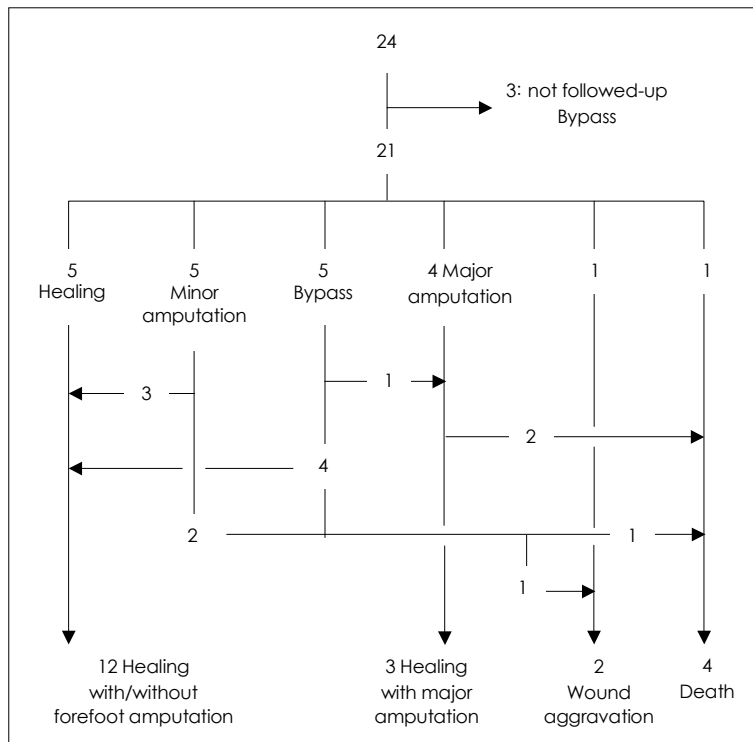 24
3: not followed-up
Bypass
21
5
Healing
5
Minor
amputation
5
Bypass
4 Major
amputation
1
1
1
3
2
4
2
1
1
12 Healing
with/without
forefoot amputation
3 Healing
with major
amputation
2
Wound
aggravation
4
Death